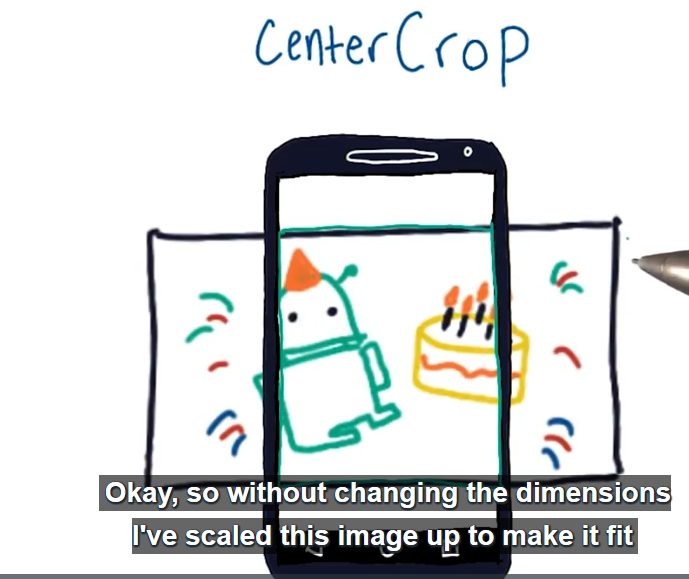 CenterCrop
Okay, so without changing the dimensions
I've scaled this image up to make it fit